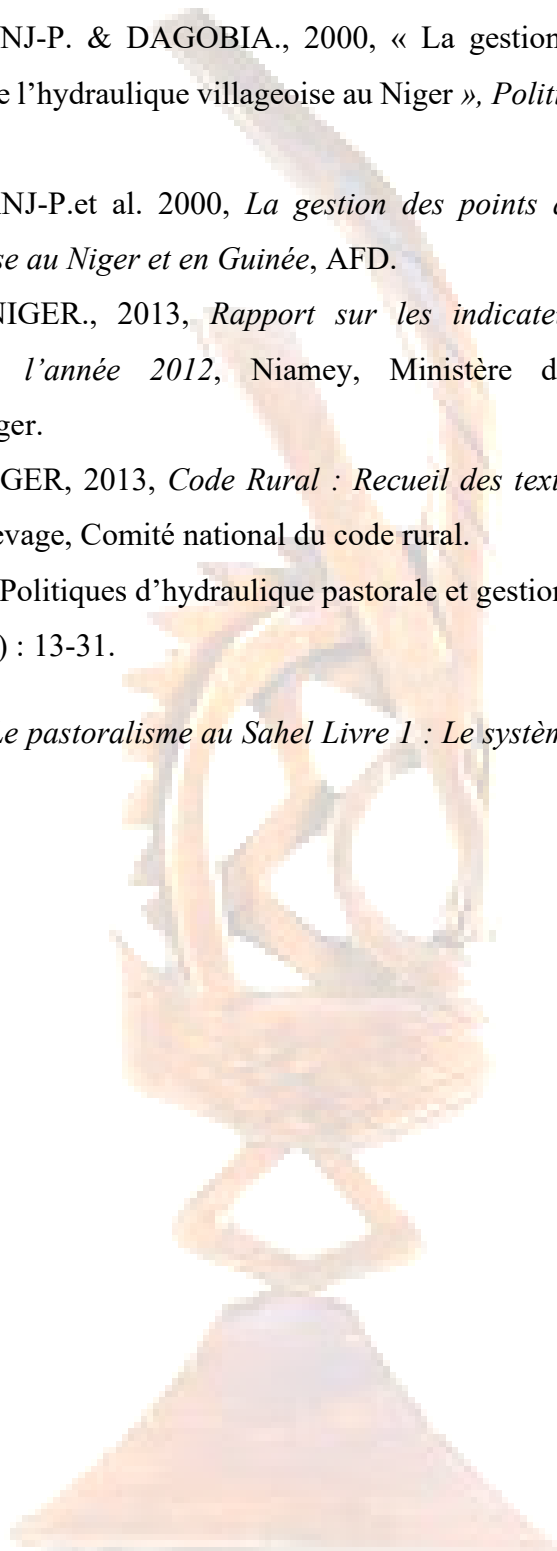 NJ-P. & DAGOBIA., 2000, « La gestion
e l’hydraulique villageoise au Niger », Politi
NJ-P.et al. 2000, La gestion des points
se au Niger et en Guinée, AFD.
NIGER., 2013, Rapport sur les indicate
l’année 2012, Niamey, Ministère d
ger.
GER, 2013, Code Rural : Recueil des text
evage, Comité national du code rural.
Politiques d’hydraulique pastorale et gestion
) : 13-31.
Le pastoralisme au Sahel Livre 1 : Le systèm